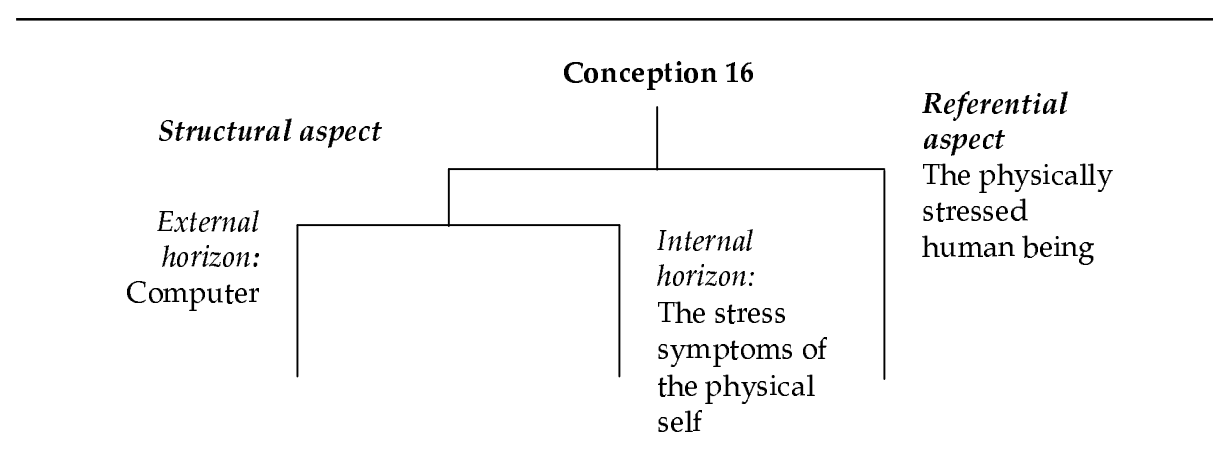 Conception 16
Structural aspect
Referential
aspect
The physically
stressed
human being
External
horizon:
Computer
Internal
horizon:
The stress
symptoms of
the physical
self